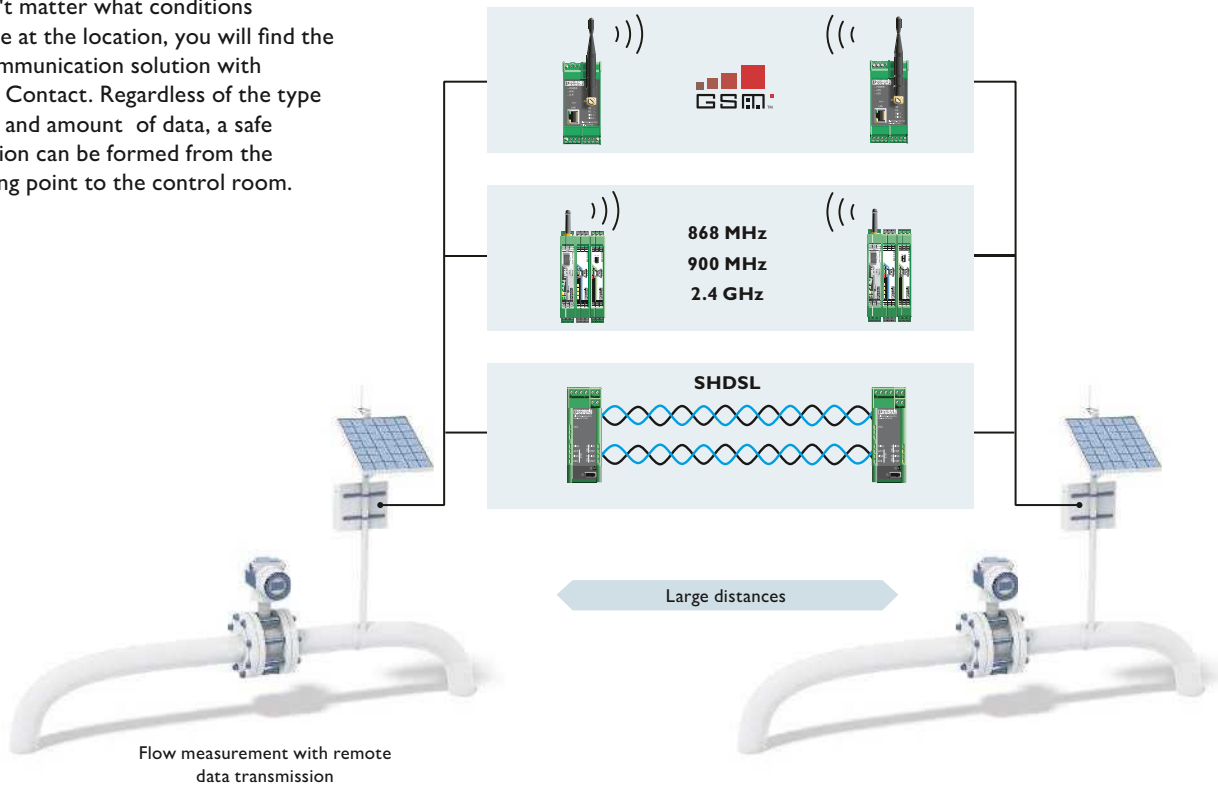 't matter what conditions
e at the location, you will find the
mmunication solution with
Contact. Regardless of the type
and amount of data, a safe
ion can be formed from the
ng point to the control room.
GSM
868 MHz
900 MHz
2.4 GHz
SHDSL
Large distances
Flow measurement with remote
data transmission